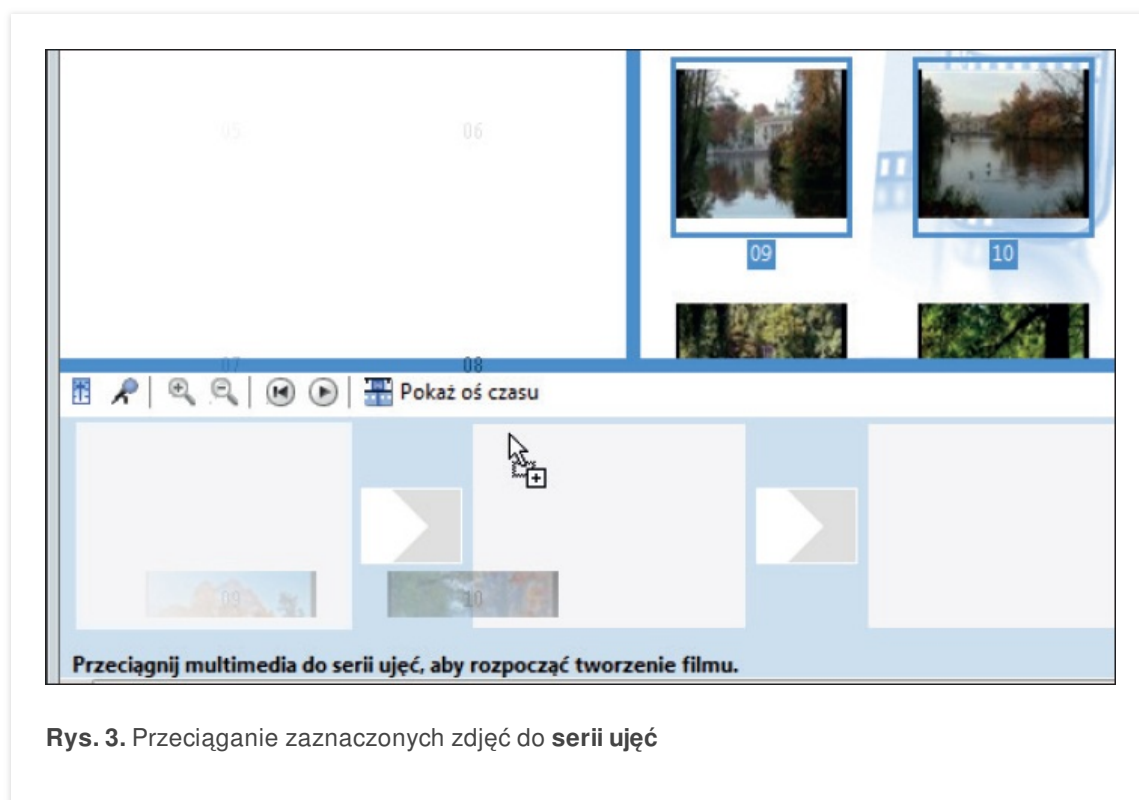 05 06
09 10
07 08
Pokaż oś czasu
09 10
Przeciągnij multimedia do serii ujęć, aby rozpocząć tworzenie filmu.
Rys. 3. Przeciąganie zaznaczonych zdjęć do serii ujęć